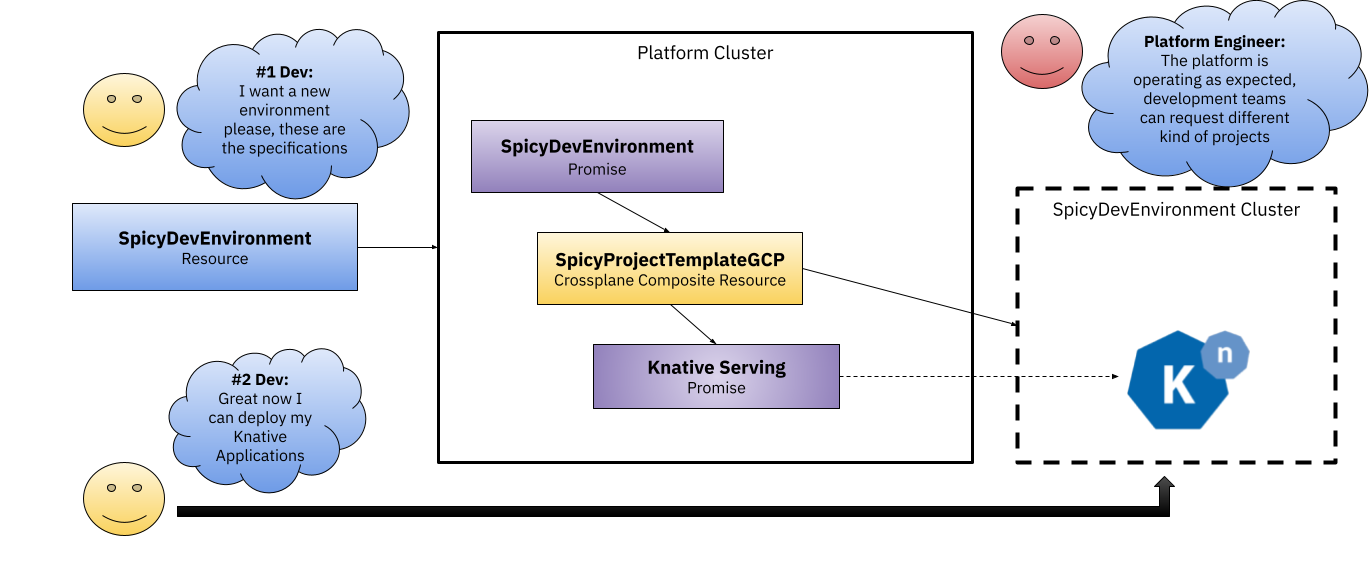 #1 Dev:
I want a new
environment
please, these are
the specifications
SpicyDevEnvironment
Resource
#2 Dev:
Great now I
can deploy my
Knative
Applications
Platform Cluster
SpicyDevEnvironment
Promise
SpicyProjectTemplateGCP
Crossplane Composite Resource
Knative Serving
Promise
Platform Engineer:
The platform is
operating as expected,
development teams
can request different
kind of projects
SpicyDevEnvironment Cluster
K
n